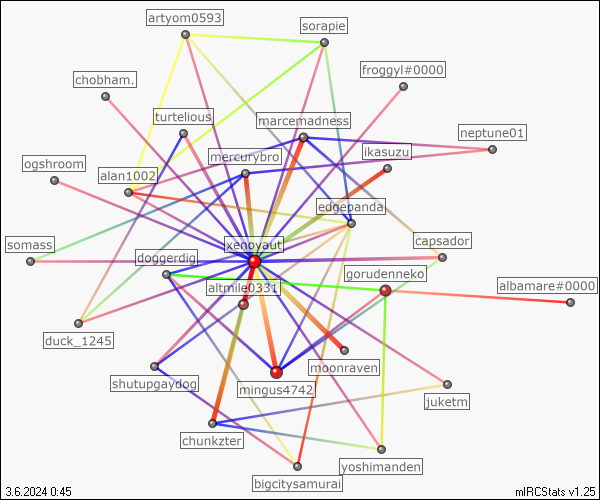 artyom0593
sorapie
froggyl#0000
chobham.
turtelious
marcemadness
neptune01
mercurybro
ikasuzu
ogshroom
alan1002
edgepanda
somass
xenoyaut
capsador
doggerdig
gorudenneko
altmile0331
albamare#0000
duck_1245
moonraven
shutupgaydog
mingus4742
juketm
chunkzter
yoshimanden
bigcitysamurai
3.6.2024 0:45
mIRCStats v1.25